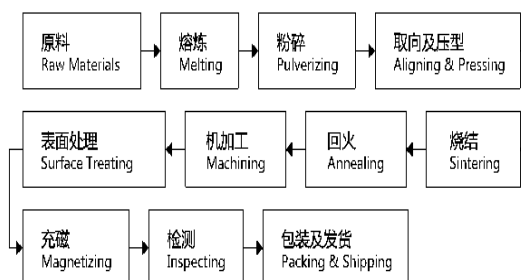 原料
Raw Materials
熔炼
Melting
粉碎
Pulverizing
取向及压型
Aligning & Pressing
烧结
Sintering
回火
Annealing
机加工
Machining
表面处理
Surface Treating
充磁
Magnetizing
检测
Inspecting
包装及发货
Packing & Shipping